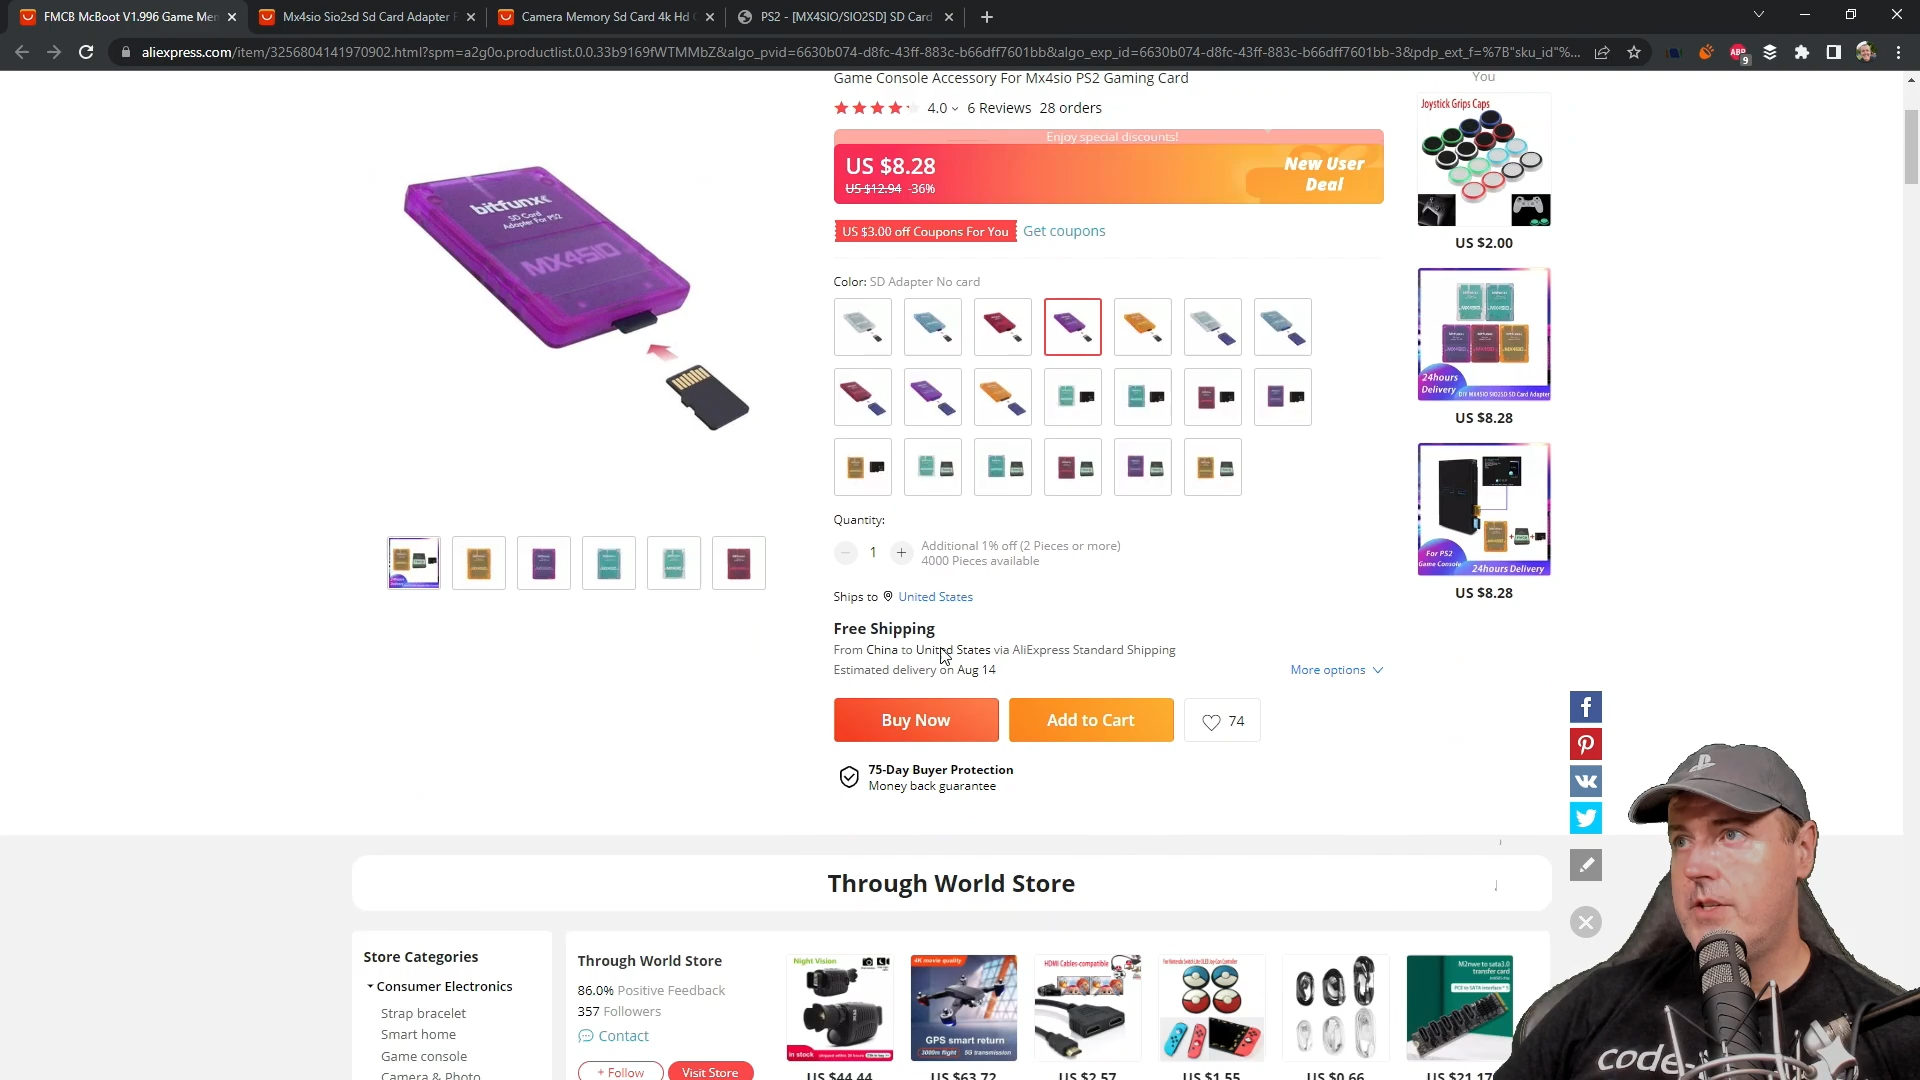 FMCB McBoot V1.996 Game Mem
Mx4sio Sio2sd Sd Card Adapter F
Camera Memory Sd Card 4k Hd C
PS2 - [MX4SIO/SIO2SD] SD Card
aliexpress.com/item/3256804141970902.html?spm=a2g0o.productlist.0.0.33b9169fWTMMbZ&algo_pvid=6630b074-d8fc-43ff-883c-b66dff7601bb&algo_exp_id=6630b074-d8fc-43ff-883c-b66dff7601bb-3&pdp_ext_f=%7B"sku_id"%...
ABP
9
Game Console Accessory For Mx4sio PS2 Gaming Card
4.0 6 Reviews 28 orders
Enjoy special discounts!
US $8.28
US $12.94 -36%
New User
Deal
US $3.00 off Coupons For You Get coupons
Color: SD Adapter No card
bitfunx
SD Card
Adapter For PS2
MX4SIO
Quantity:
1
Additional 1% off (2 Pieces or more)
4000 Pieces available
Ships to United States
Free Shipping
From China to United States via AliExpress Standard Shipping
Estimated delivery on Aug 14
More options
Buy Now
Add to Cart
74
75-Day Buyer Protection
Money back guarantee
You
Joystick Grips Caps
US $2.00
24hours
Delivery
DIY MX4SIO SIO2SD SD Card Adapter
US $8.28
For PS2
Game Console
24hours Delivery
US $8.28
Through World Store
Store Categories
Consumer Electronics
Strap bracelet
Smart home
Game console
Camera & Photo
Through World Store
86.0% Positive Feedback
357 Followers
Contact
+ Follow
Visit Store
Night Vision
In stock
US $44.44
4K movie quality
GPS smart return
3000m flight 5G transmission
US $63.72
HDMI Cables-compatible
US $2.57
For Nintendo Switch Lite OLED Joy-Con Controller
US $1.55
US $0.66
M2nwe to sata3.0
transfer card
US $21.17
code-